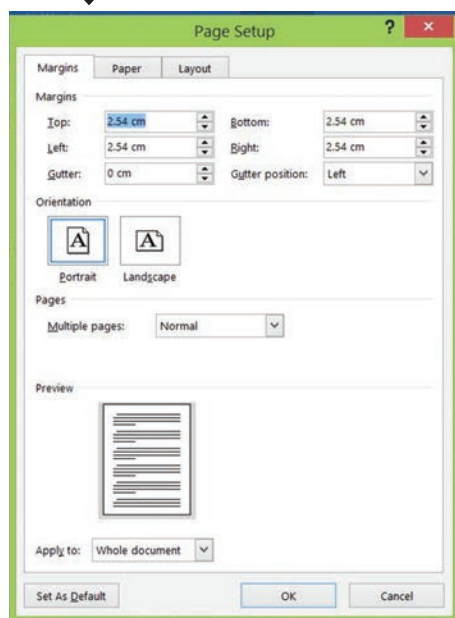 Page Setup ? ×
Margins Paper Layout
Margins
Top: 2.54 cm Bottom: 2.54 cm
Left: 2.54 cm Right: 2.54 cm
Gutter: 0 cm Gutter position: Left
Orientation
A A
Portrait Landscape
Pages
Multiple pages: Normal
Preview
Apply to: Whole document
Set As Default OK Cancel